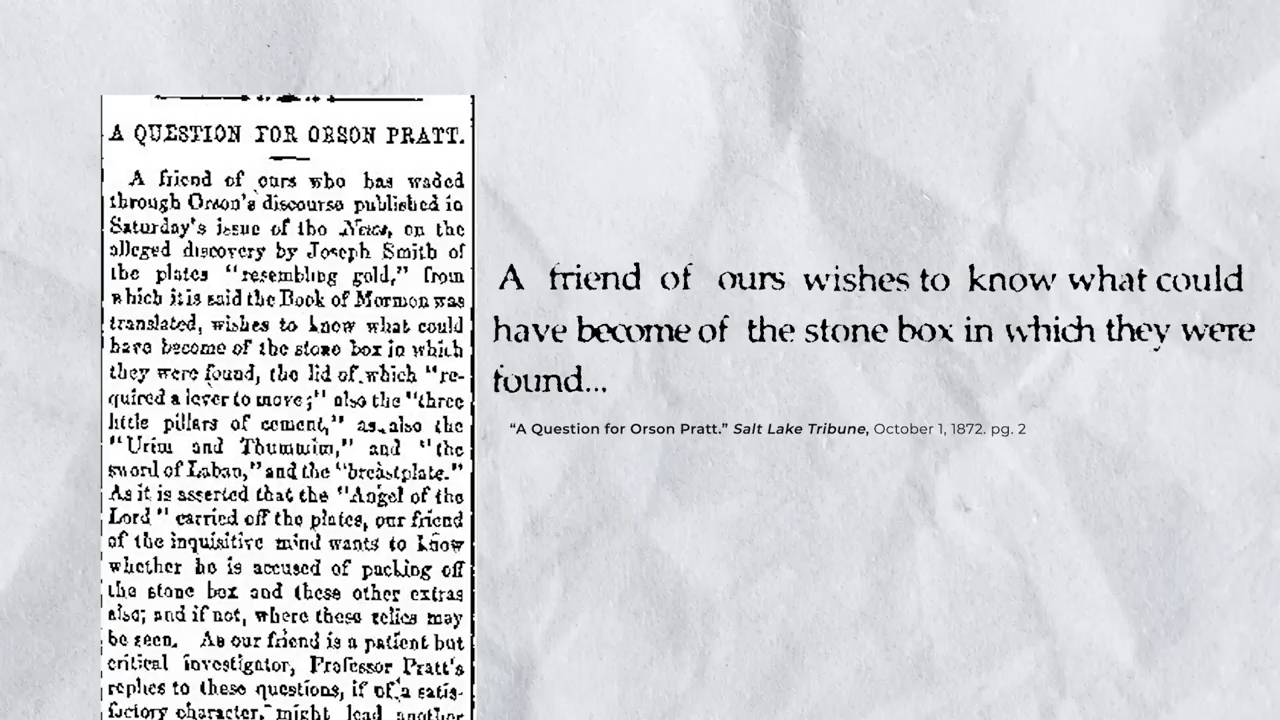 A QUESTION FOR ORSON PRATT.
A friend of ours who has waded
through Orson's discourse published in
Saturday's issue of the News, on the
alleged discovery by Joseph Smith of
the plates "resembling gold," from
which it is said the Book of Mormon was
translated, wishes to know what could
have become of the stone box in which
they were found, the lid of which "re-
quired a lever to move;" also the "three
little pillars of cement," as also the
"Urim and Thummim," and "the
sword of Laban," and the "breastplate."
As it is asserted that the "Angel of the
Lord" carried off the plates, our friend
of the inquisitive mind wants to know
whether he is accused of packing off
the stone box and these other extras
also; and if not, where these relics may
be seen. As our friend is a patient but
critical investigator, Professor Pratt's
replies to these questions, if of a satis-
factory character, might lead another
A friend of ours wishes to know what could
have become of the stone box in which they were
found...
"A Question for Orson Pratt." Salt Lake Tribune, October 1, 1872. pg. 2